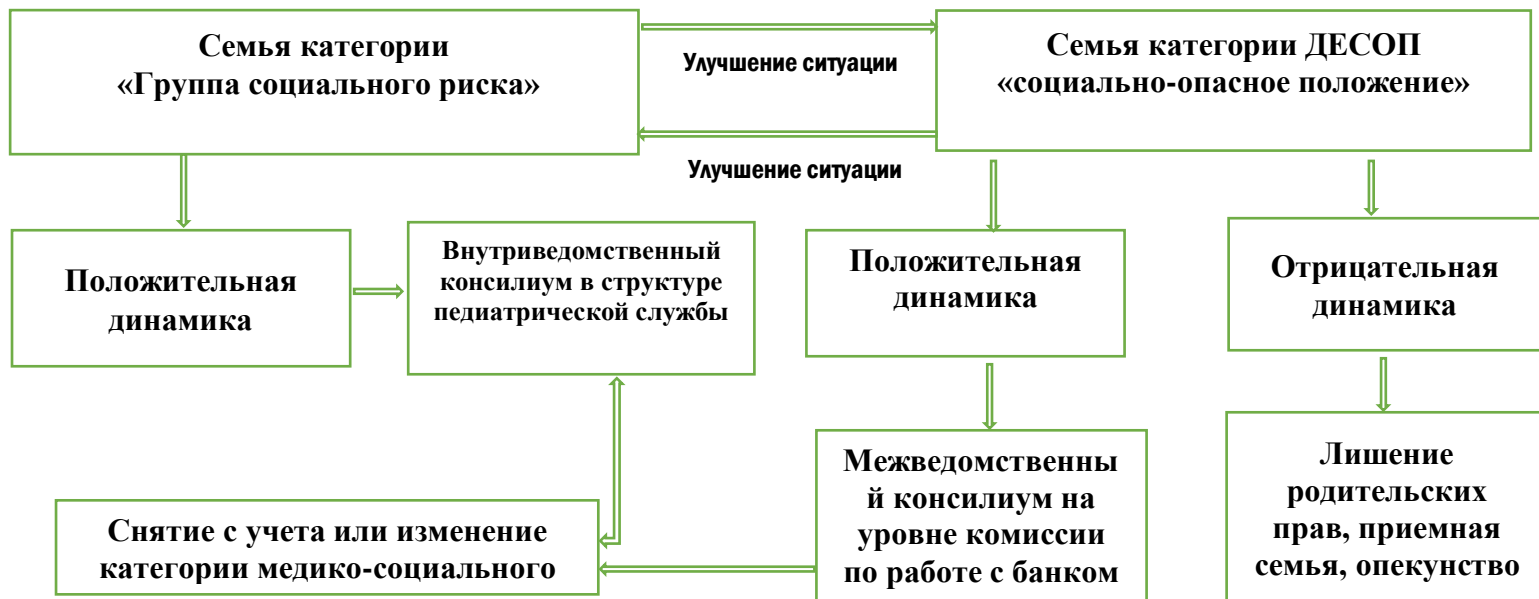 Семья категории
«Группа социального риска»
Улучшение ситуации
Семья категории ДЕСОП
«социально-опасное положение»
Улучшение ситуации
Положительная
динамика
Внутриведомственный
консилиум в структуре
педиатрической службы
Положительная
динамика
Отрицательная
динамика
Снятие с учета или изменение
категории медико-социального
Межведомственны
й консилиум на
уровне комиссии
по работе с банком
Лишение
родительских
прав, приемная
семья, опекунство